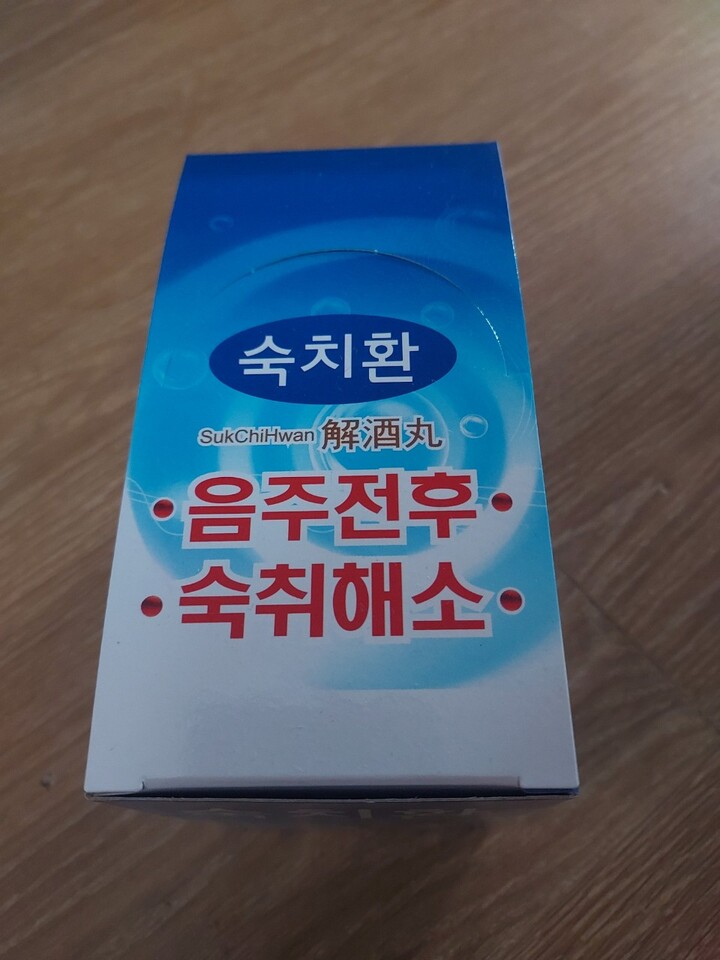 숙치환
SukChiHwan 解酒丸
•음주전후•
•숙취해소•